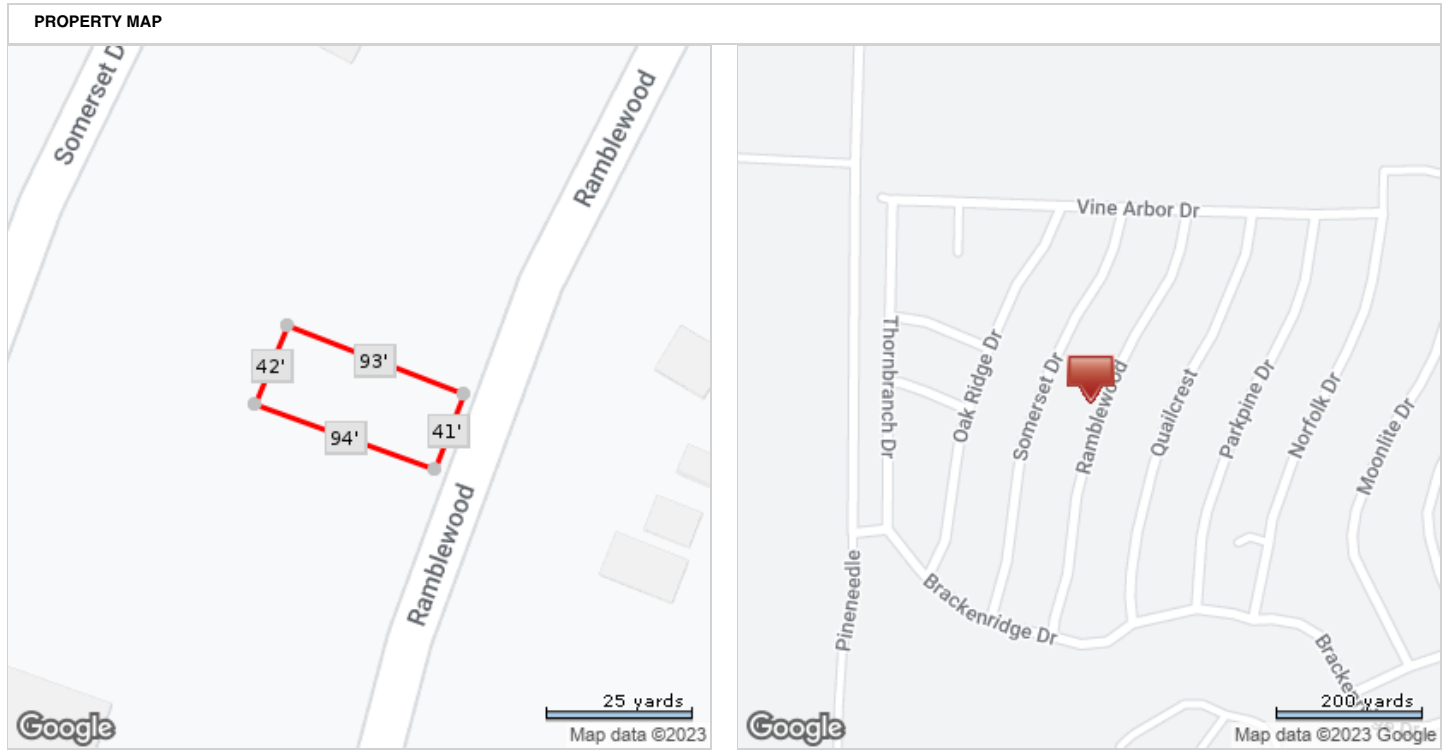 PROPERTY MAP
Somerset D
Ramblewood
42'
93'
94'
41'
Ramblewood
25 yards
Google
Map data ©2023
Vine Arbor Dr
Thornbranch Dr
Oak Ridge Dr
Somerset Dr
Ramblewood
Quailcrest
Parkpine Dr
Norfolk Dr
Moonlite Dr
Pineneedle
Brackenridge Dr
Bracken
200 yards
Google
Map data ©2023 Google